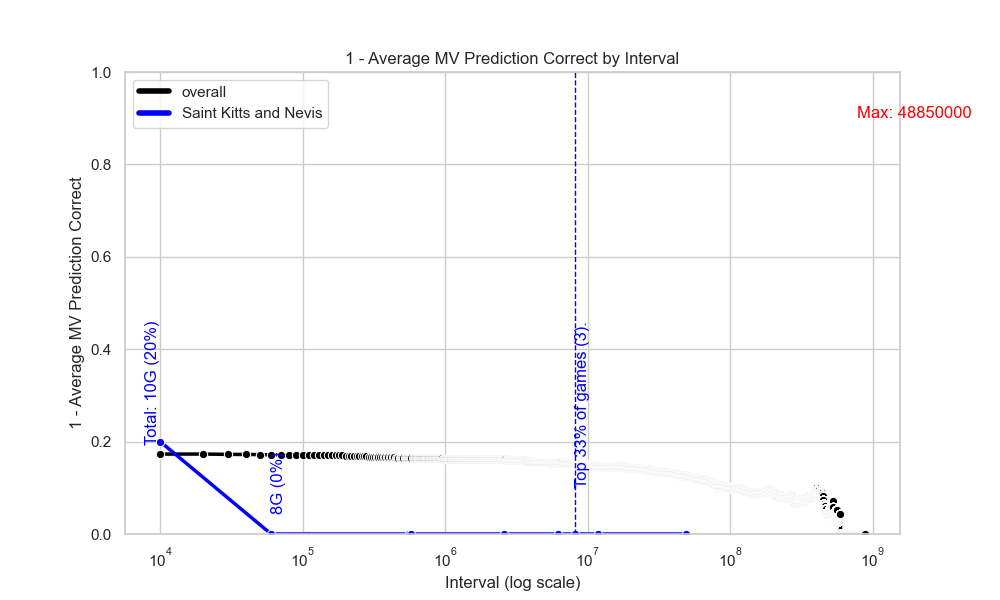 1 - Average MV Prediction Correct by Interval
overall
Saint Kitts and Nevis
Max: 48850000
1 - Average MV Prediction Correct
1.0
0.8
0.6
0.4
0.2
0.0
Total: 10G (20%)
8G (0%)
Top 33% of games (3).
10^4
10^5
10^6
10^7
10^8
10^9
Interval (log scale)